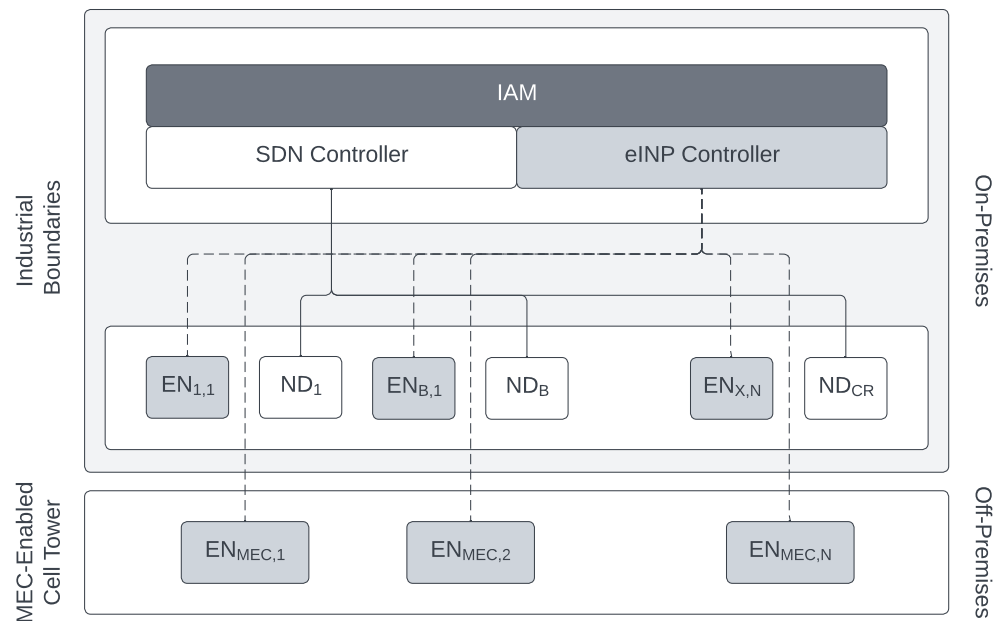 IAM
SDN Controller
eINP Controller
Industrial
Boundaries
On-Premises
EN1,1
ND1
ENB,1
NDB
ENX,N
NDCR
MEC-Enabled
Cell Tower
Off-Premises
ENMEC,1
ENMEC,2
ENMEC,N